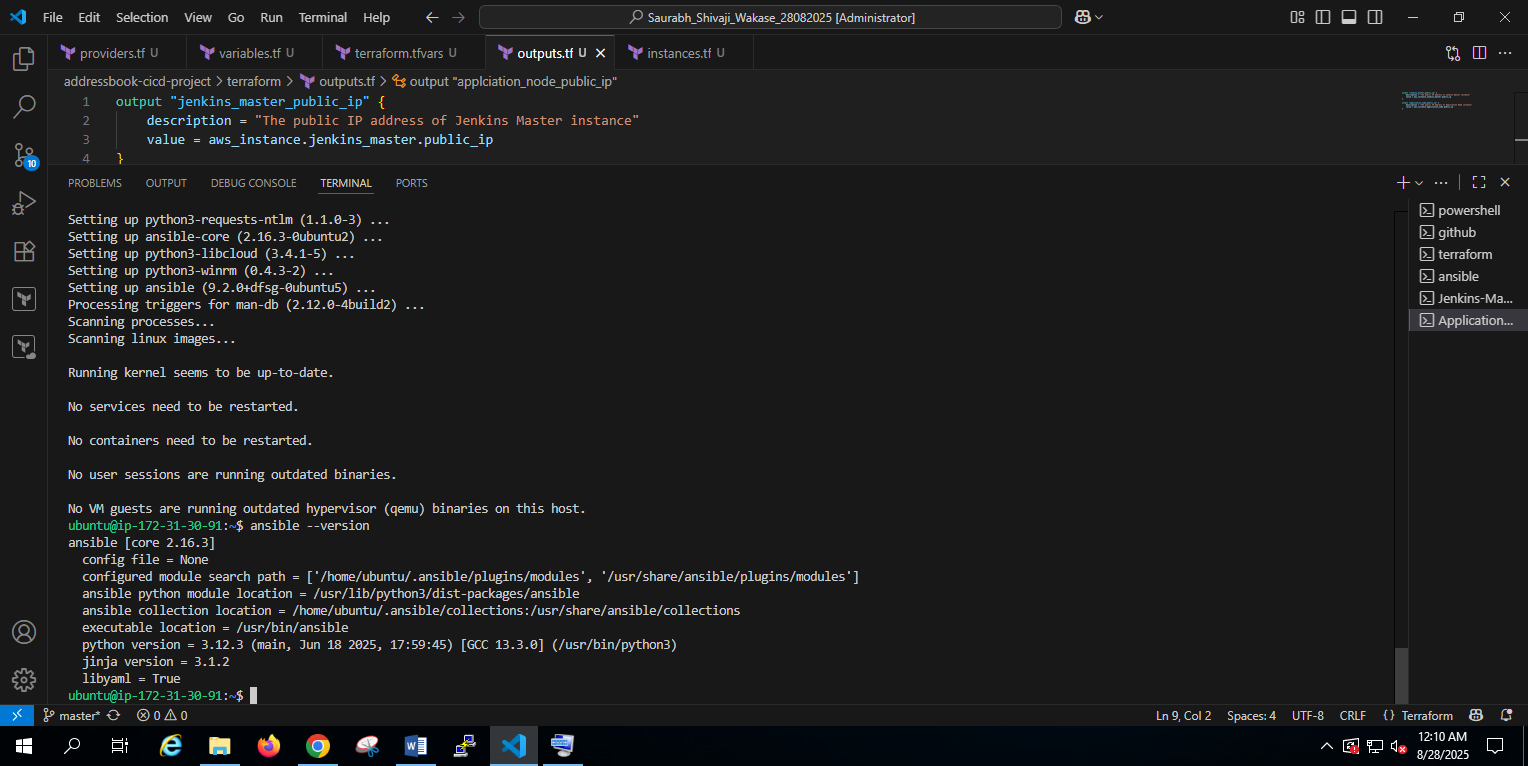 File Edit Selection View Go Run Terminal Help
Saurabh_Shivaji_Wakase_28082025 [Administrator]
providers.tf U
variables.tf U
terraform.tfvars U
outputs.tf U
instances.tf U
addressbook-cicd-project > terraform > outputs.tf > output "applciation_node_public_ip"
1 output "jenkins_master_public_ip" {
2 description = "The public IP address of Jenkins Master instance"
3 value = aws_instance.jenkins_master.public_ip
4 }
10
PROBLEMS OUTPUT DEBUG CONSOLE TERMINAL PORTS
Setting up python3-requests-ntlm (1.1.0-3) ...
Setting up ansible-core (2.16.3-0ubuntu2) ...
Setting up python3-libcloud (3.4.1-5) ...
Setting up python3-winrm (0.4.3-2) ...
Setting up ansible (9.2.0+dfsg-0ubuntu5) ...
Processing triggers for man-db (2.12.0-4build2) ...
Scanning processes...
Scanning linux images...
Running kernel seems to be up-to-date.
No services need to be restarted.
No containers need to be restarted.
No user sessions are running outdated binaries.
No VM guests are running outdated hypervisor (qemu) binaries on this host.
ubuntu@ip-172-31-30-91:~$ ansible --version
ansible [core 2.16.3]
config file = None
configured module search path = ['/home/ubuntu/.ansible/plugins/modules', '/usr/share/ansible/plugins/modules']
ansible python module location = /usr/lib/python3/dist-packages/ansible
ansible collection location = /home/ubuntu/.ansible/collections:/usr/share/ansible/collections
executable location = /usr/bin/ansible
python version = 3.12.3 (main, Jun 18 2025, 17:59:45) [GCC 13.3.0] (/usr/bin/python3)
jinja version = 3.1.2
libyaml = True
ubuntu@ip-172-31-30-91:~$
powershell
github
terraform
ansible
Jenkins-Ma...
Application...
master* 0 0
Ln 9, Col 2 Spaces: 4 UTF-8 CRLF {} Terraform
12:10 AM
8/28/2025